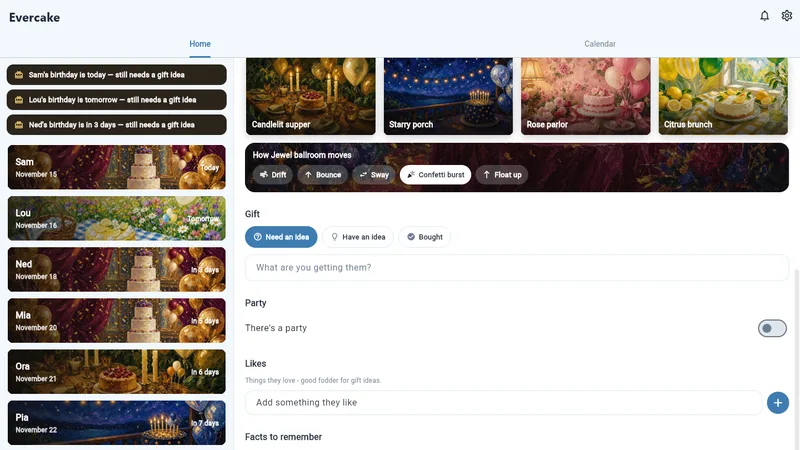 Evercake
Home
Calendar
Sam's birthday is today — still needs a gift idea
Lou's birthday is tomorrow — still needs a gift idea
Ned's birthday is in 3 days — still needs a gift idea
Sam
November 15
Today
Lou
November 16
Tomorrow
Ned
November 18
In 3 days
Mia
November 20
In 5 days
Ora
November 21
In 6 days
Pia
November 22
In 7 days
Candlelit supper
Starry porch
Rose parlor
Citrus brunch
How Jewel ballroom moves
Drift
Bounce
Sway
Confetti burst
Float up
Gift
Need an idea
Have an idea
Bought
What are you getting them?
Party
There's a party
Likes
Things they love - good fodder for gift ideas.
Add something they like
Facts to remember